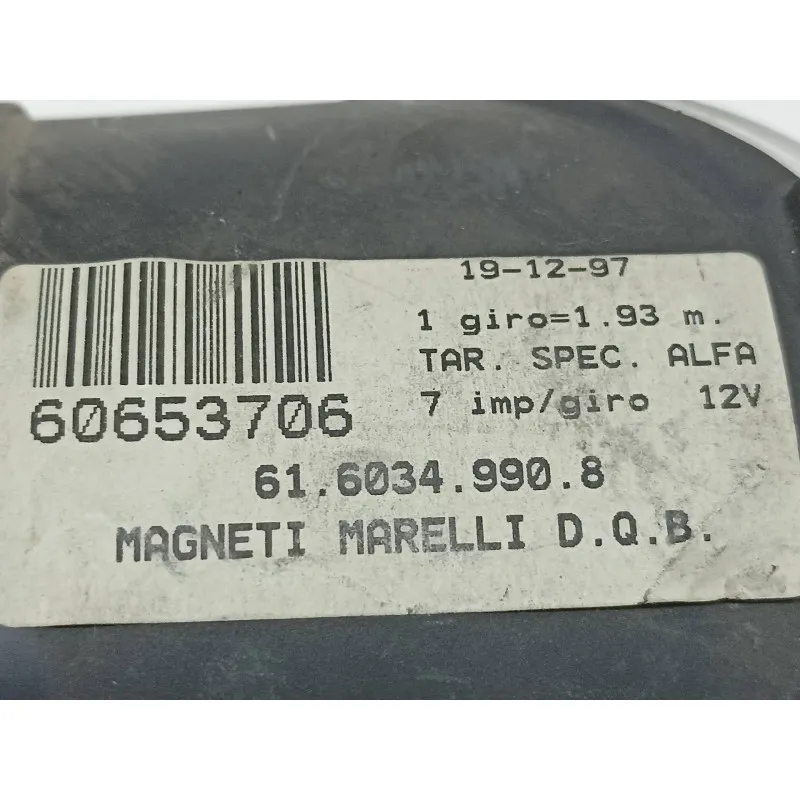 19-12-97
1 giro=1.93 m.
TAR. SPEC. ALFA
7 imp/giro 12V
60653706
61.6034.990.8
MAGNETI MARELLI D.Q.B.